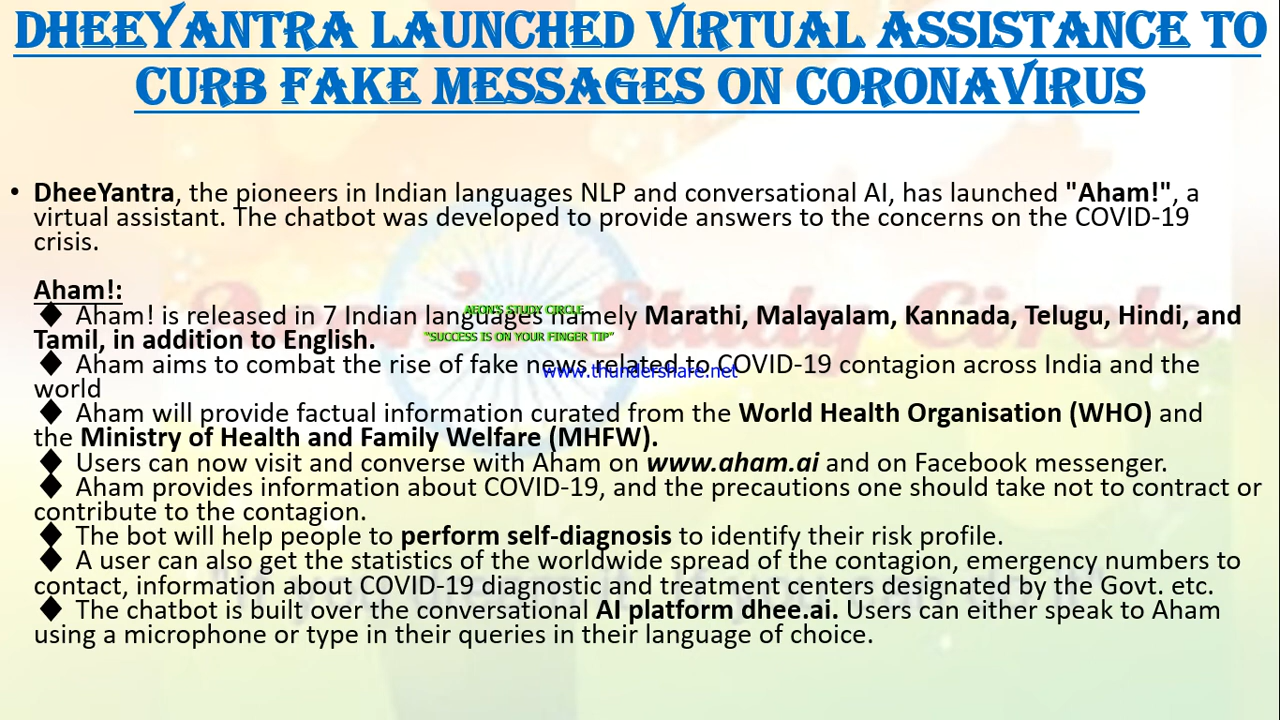 DHEEYANTRA LAUNCHED VIRTUAL ASSISTANCE TO
CURB FAKE MESSAGES ON CORONAVIRUS
• DheeYantra, the pioneers in Indian languages NLP and conversational AI, has launched "Aham!", a
virtual assistant. The chatbot was developed to provide answers to the concerns on the COVID-19
crisis.
Aham!:
♦ Aham! is released in 7 Indian languages namely Marathi, Malayalam, Kannada, Telugu, Hindi, and
AEON'S STUDY CIRCLE
Tamil, in addition to English.
"SUCCESS IS ON YOUR FINGER TIP"
♦ Aham aims to combat the rise of fake news related to COVID-19 contagion across India and the
www.thundershare.net
world
♦ Aham will provide factual information curated from the World Health Organisation (WHO) and
the Ministry of Health and Family Welfare (MHFW).
♦ Users can now visit and converse with Aham on www.aham.ai and on Facebook messenger.
♦ Aham provides information about COVID-19, and the precautions one should take not to contract or
contribute to the contagion.
♦ The bot will help people to perform self-diagnosis to identify their risk profile.
♦ A user can also get the statistics of the worldwide spread of the contagion, emergency numbers to
contact, information about COVID-19 diagnostic and treatment centers designated by the Govt. etc.
♦ The chatbot is built over the conversational AI platform dhee.ai. Users can either speak to Aham
using a microphone or type in their queries in their language of choice.
Aeon's Study Circle